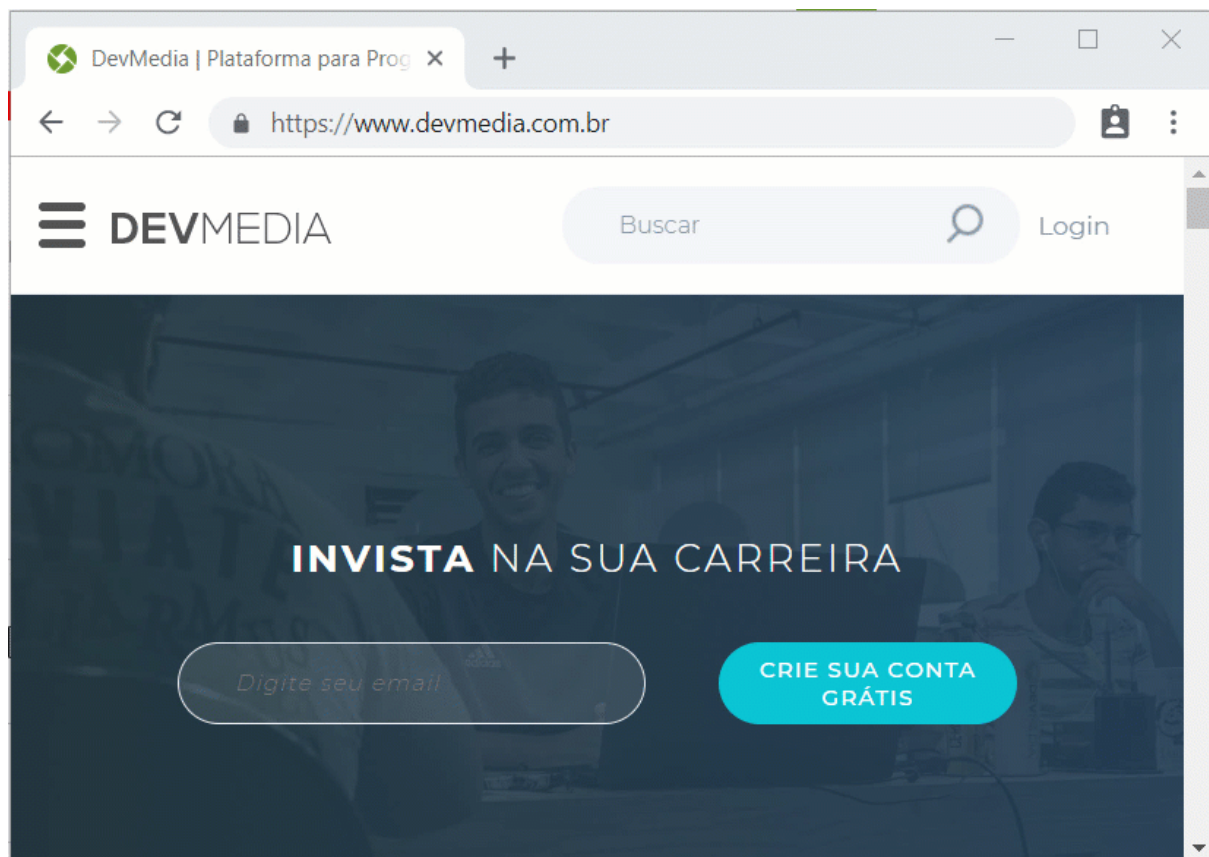 DevMedia | Plataforma para Prog
https://www.devmedia.com.br
DEVMEDIA
Buscar
Login
INVISTA NA SUA CARREIRA
Digite seu email
CRIE SUA CONTA
GRÁTIS
adidas